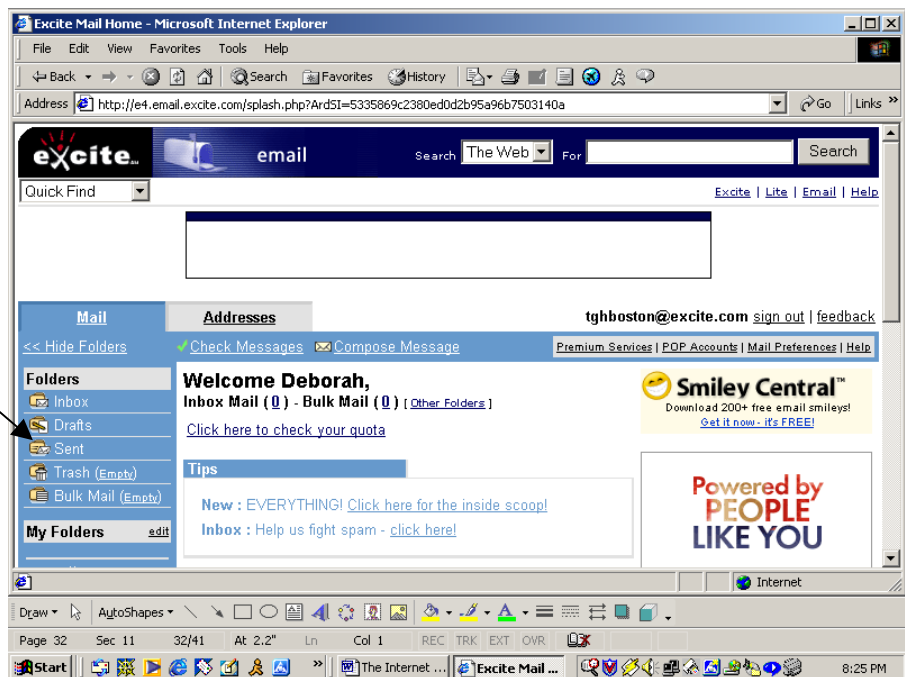 Excite Mail Home - Microsoft Internet Explorer
File Edit View Favorites Tools Help
Back Search Favorites History
Address http://e4.email.excite.com/splash.php?ArdSI=5335869c2380ed0d2b95a96b7503140a Go Links »
excite email Search The Web For Search
Quick Find Excite | Lite | Email | Help
Mail Addresses tghboston@excite.com sign out | feedback
<< Hide Folders Check Messages Compose Message Premium Services | POP Accounts | Mail Preferences | Help
Folders
Inbox
Drafts
Sent
Trash (Empty)
Bulk Mail (Empty)
My Folders edit
Welcome Deborah,
Inbox Mail ( 0 ) - Bulk Mail ( 0 ) [ Other Folders ]
Click here to check your quota
Tips
New : EVERYTHING! Click here for the inside scoop!
Inbox : Help us fight spam - click here!
Smiley Central™
Download 200+ free email smileys!
Get it now - it's FREE!
Powered by
PEOPLE
LIKE YOU
Internet
Draw AutoShapes
Page 32 Sec 11 32/41 At 2.2" Ln Col 1 REC TRK EXT OVR
Start » The Internet ... Excite Mail ... 8:25 PM